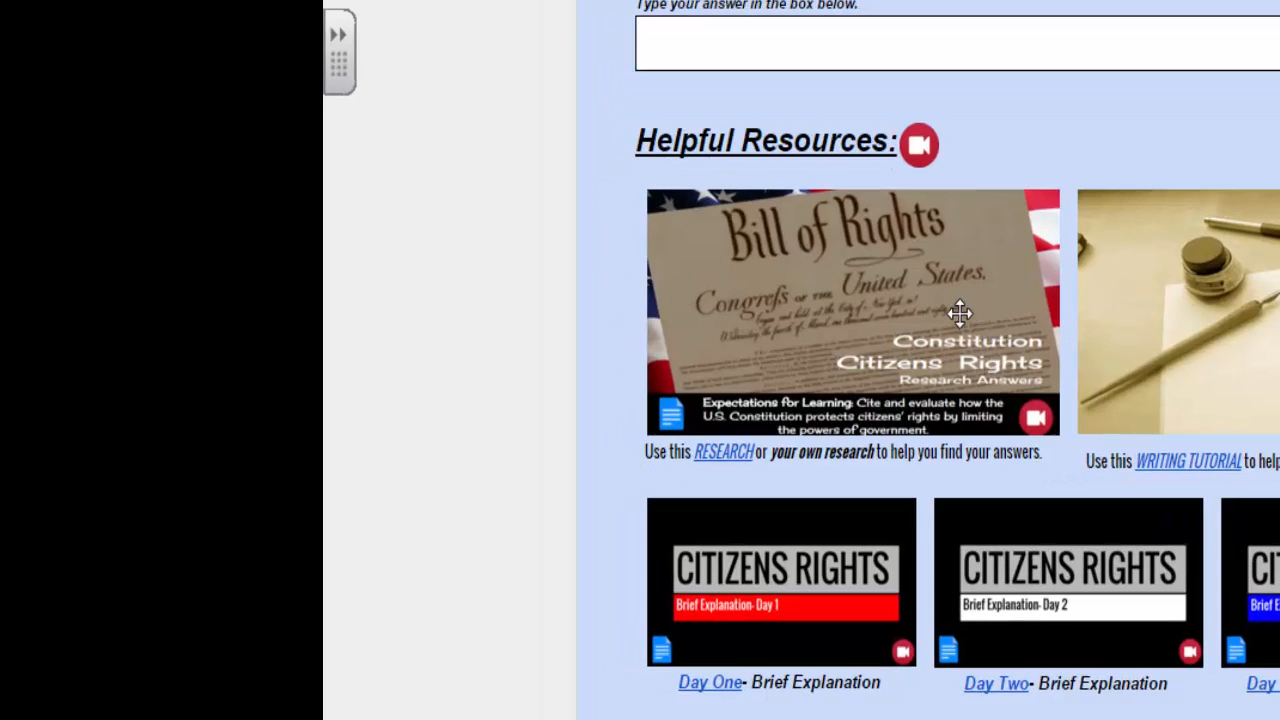 Type your answer in the box below.
Helpful Resources:
Bill of Rights
Congreſs OF THE United States,
Constitution
Citizens Rights
Research Answers
Expectations for Learning: Cite and evaluate how the
U.S. Constitution protects citizens' rights by limiting
the powers of government.
Use this RESEARCH or your own research to help you find your answers.
Use this WRITING TUTORIAL to help
CITIZENS RIGHTS
Brief Explanation- Day 1
CITIZENS RIGHTS
Brief Explanation- Day 2
CI
Brief E
Day One- Brief Explanation
Day Two- Brief Explanation
Day